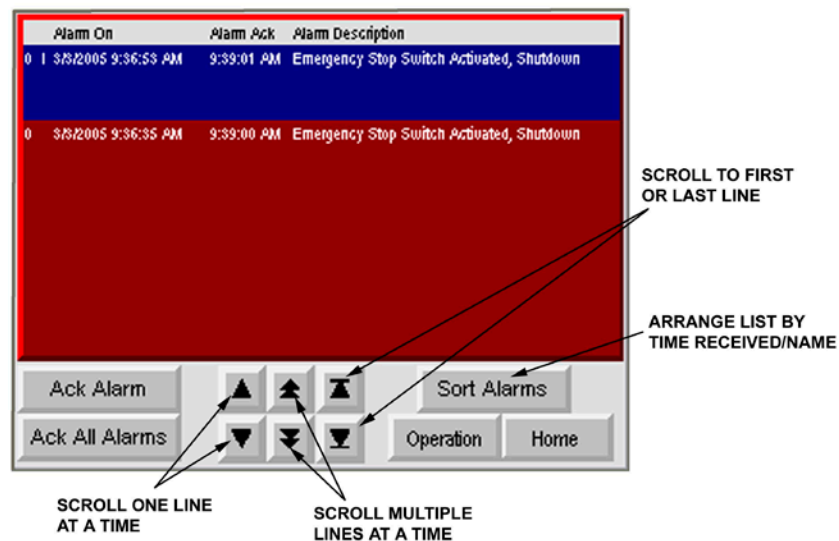 Alarm On Alarm Ack Alarm Description
0 I 3/3/2005 9:36:53 AM 9:39:01 AM Emergency Stop Switch Activated, Shutdown
0 3/3/2005 9:36:35 AM 9:39:00 AM Emergency Stop Switch Activated, Shutdown
SCROLL TO FIRST
OR LAST LINE
ARRANGE LIST BY
TIME RECEIVED/NAME
Ack Alarm
Sort Alarms
Ack All Alarms
Operation
Home
SCROLL ONE LINE
AT A TIME
SCROLL MULTIPLE
LINES AT A TIME